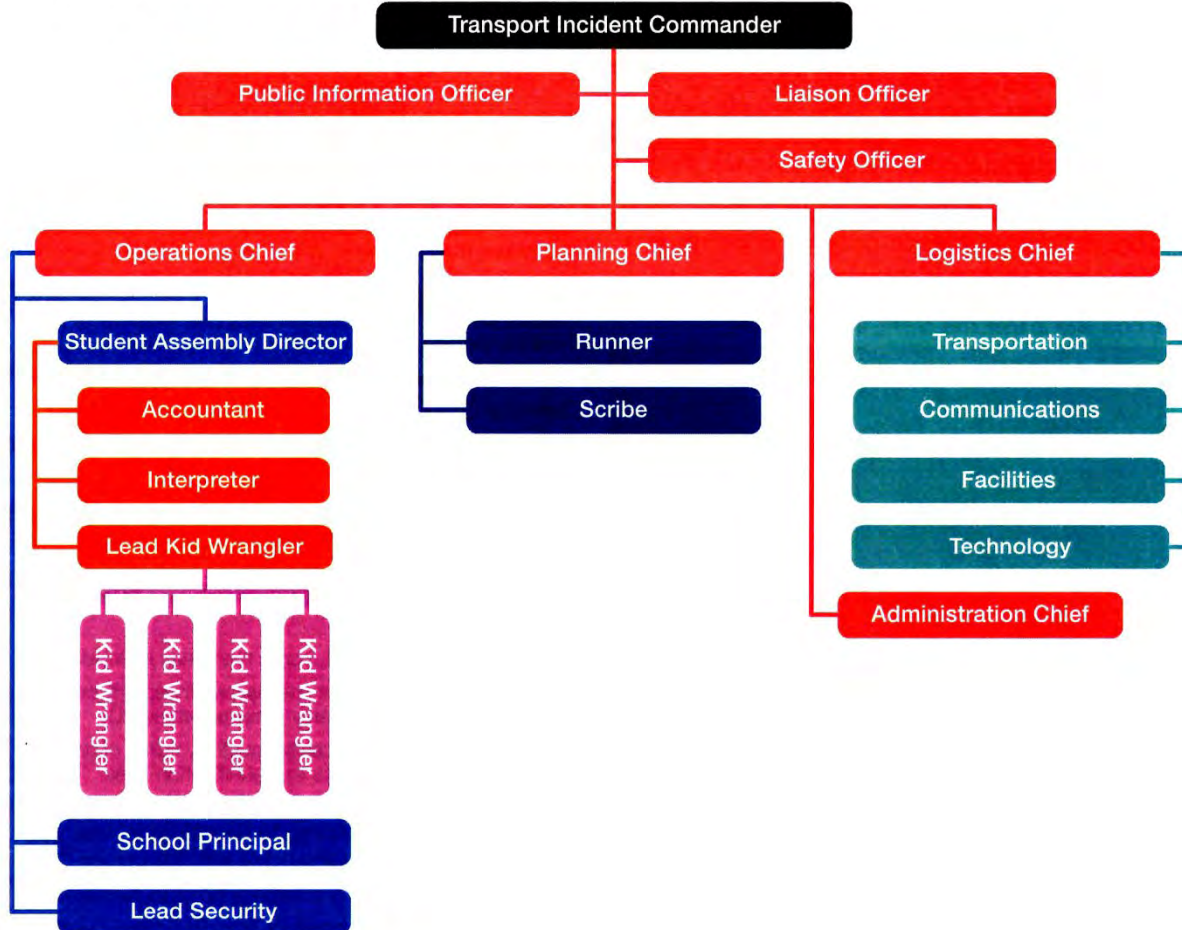 Transport Incident Commander
Public Information Officer
Liaison Officer
Safety Officer
Operations Chief
Planning Chief
Logistics Chief
Student Assembly Director
Runner
Transportation
Accountant
Scribe
Communications
Interpreter
Facilities
Lead Kid Wrangler
Technology
Administration Chief
Kid Wrangler
Kid Wrangler
Kid Wrangler
Kid Wrangler
School Principal
Lead Security